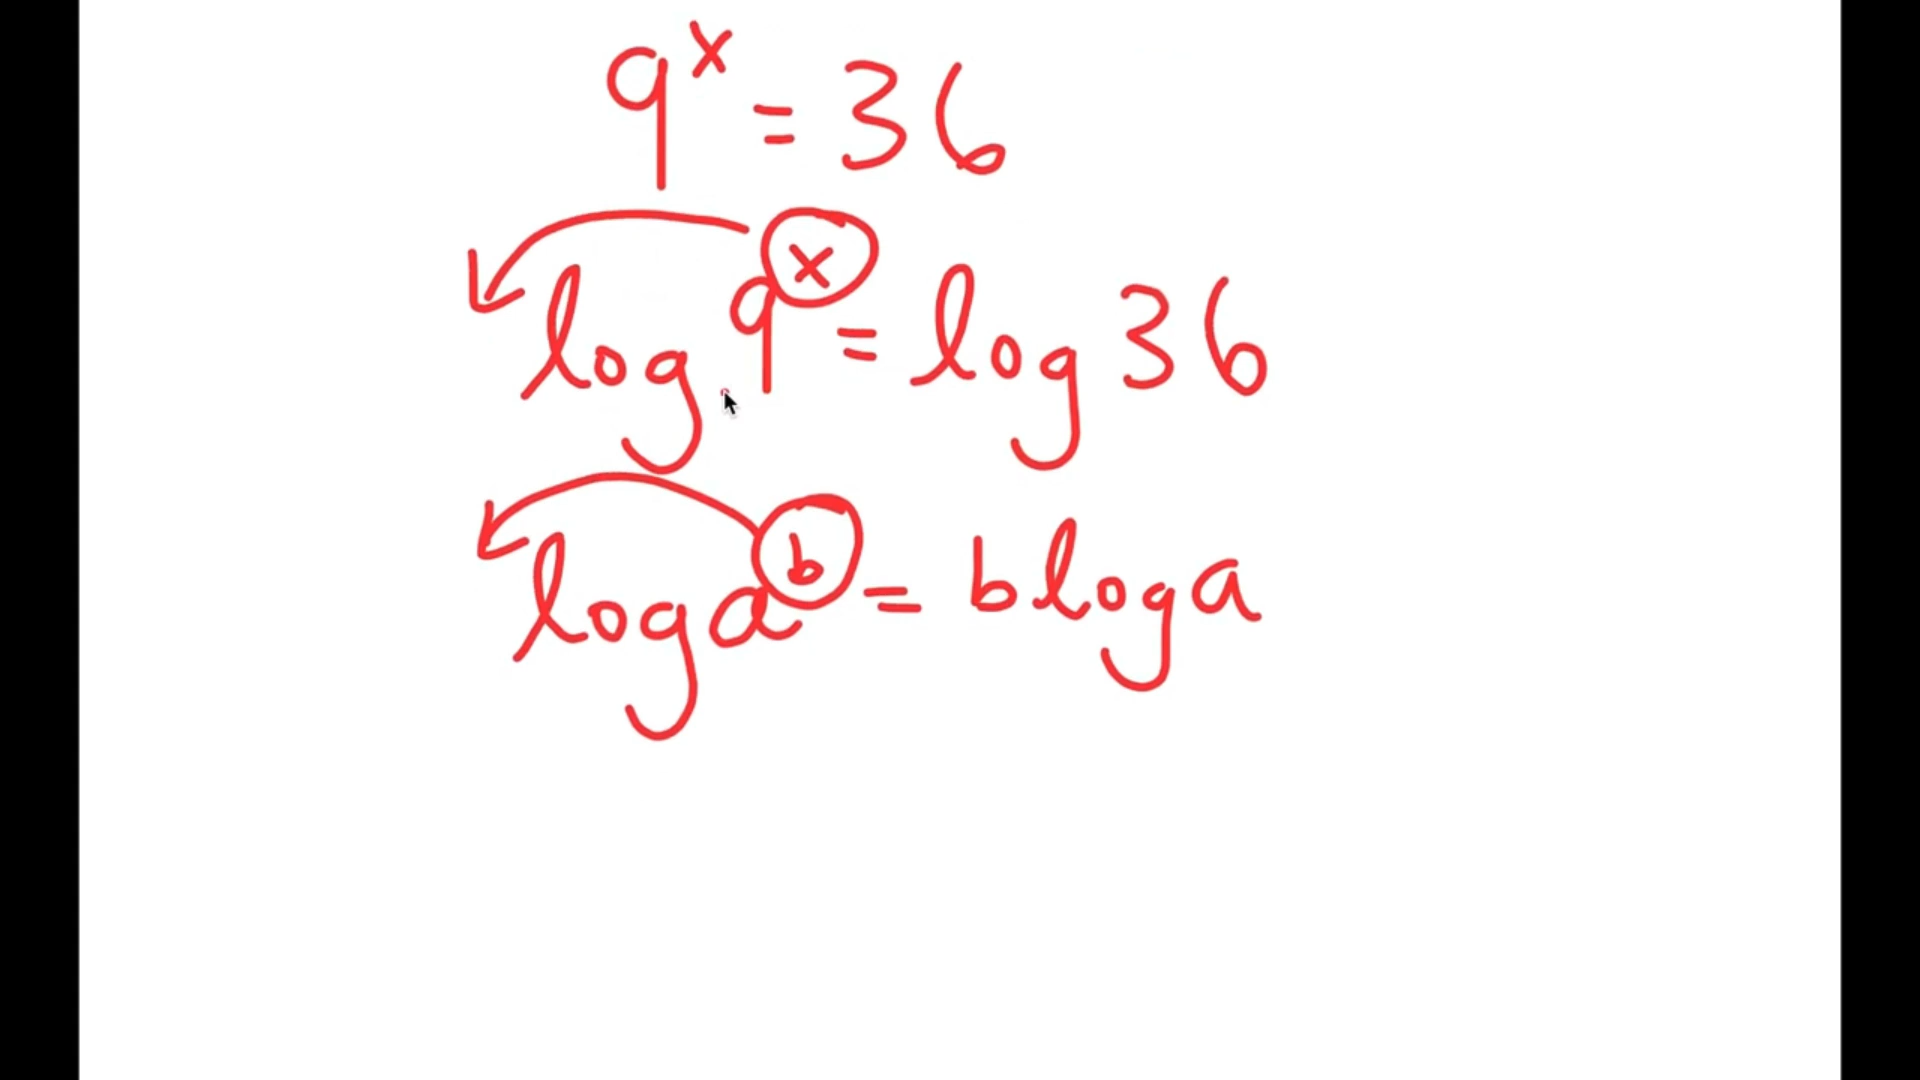 9^x = 36
log 9^x = log 36
log a^b = b log a